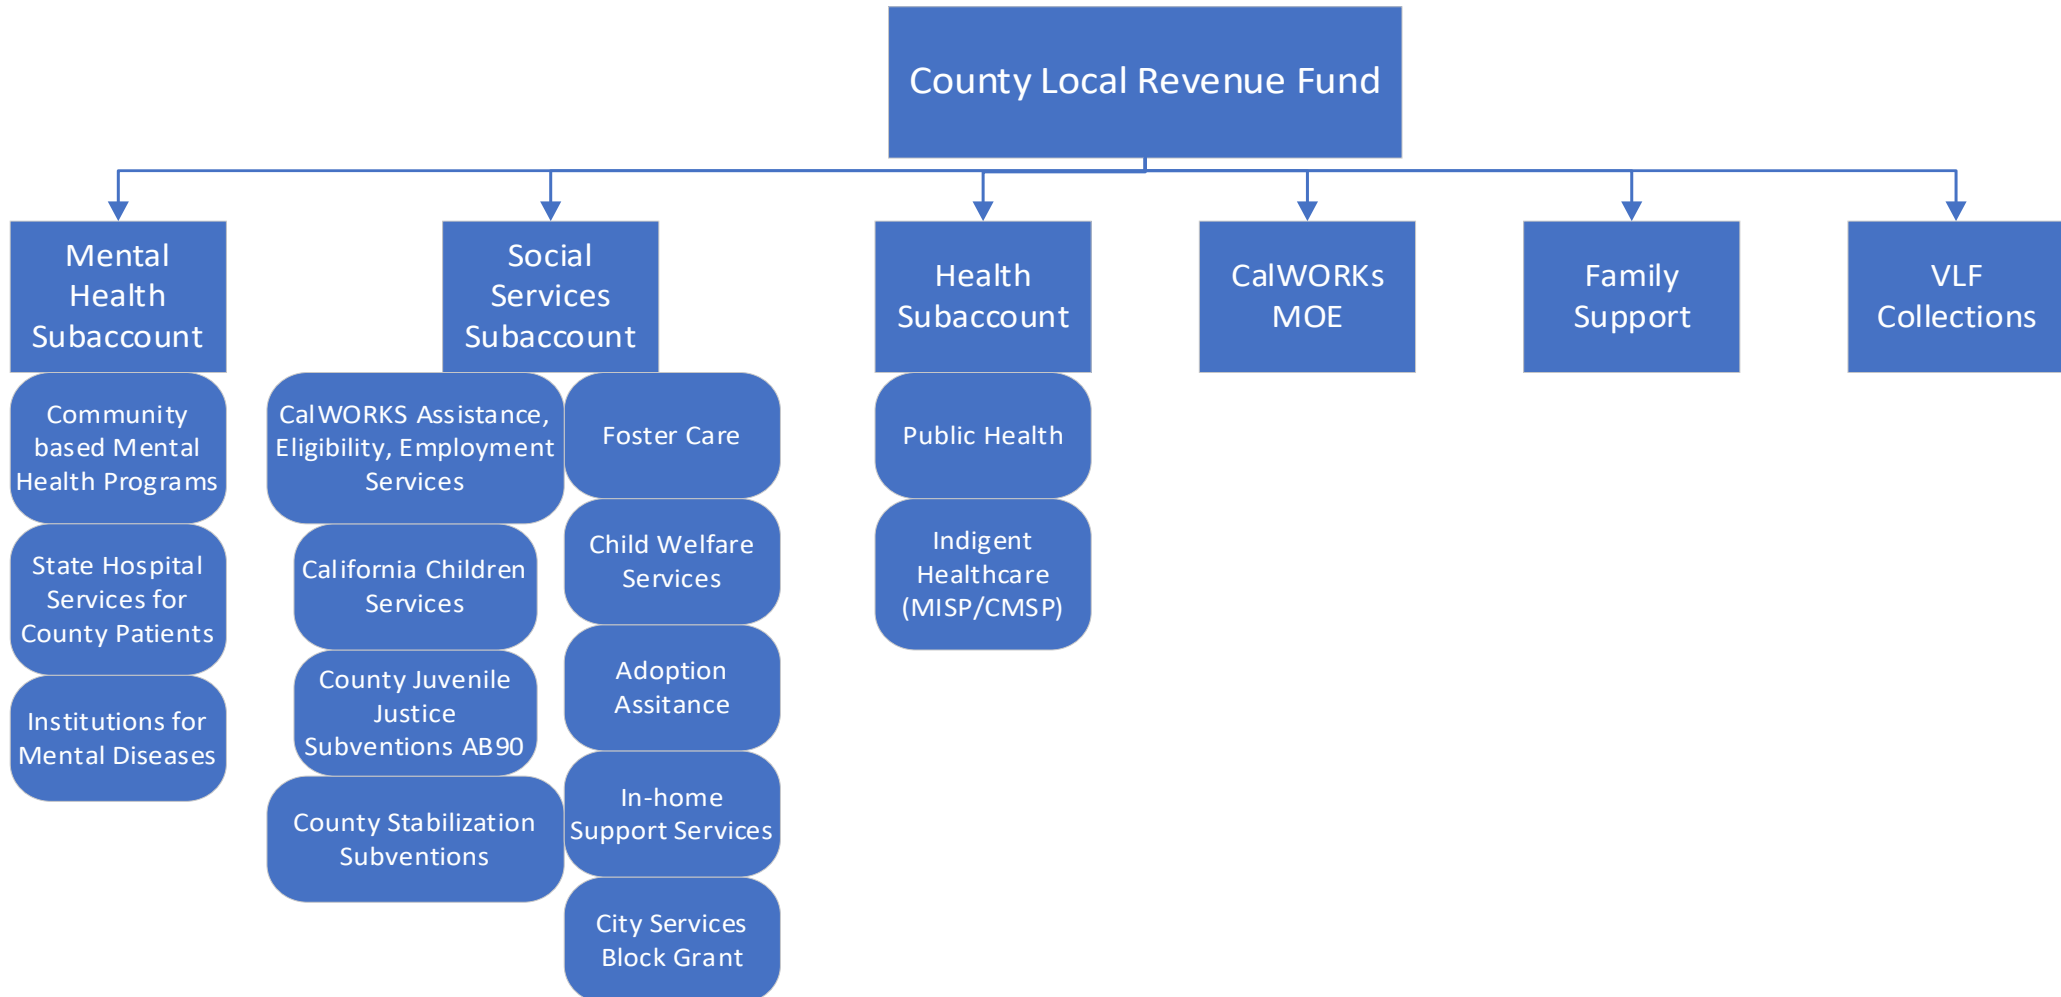 County Local Revenue Fund
Mental
Health
Subaccount
Social
Services
Subaccount
Health
Subaccount
CalWORKs
MOE
Family
Support
VLF
Collections
Community
based Mental
Health Programs
State Hospital
Services for
County Patients
Institutions for
Mental Diseases
CalWORKS Assistance,
Eligibility, Employment
Services
California Children
Services
County Juvenile
Justice
Subventions AB90
County Stabilization
Subventions
Foster Care
Child Welfare
Services
Adoption
Assitance
In-home
Support Services
City Services
Block Grant
Public Health
Indigent
Healthcare
(MISP/CMSP)